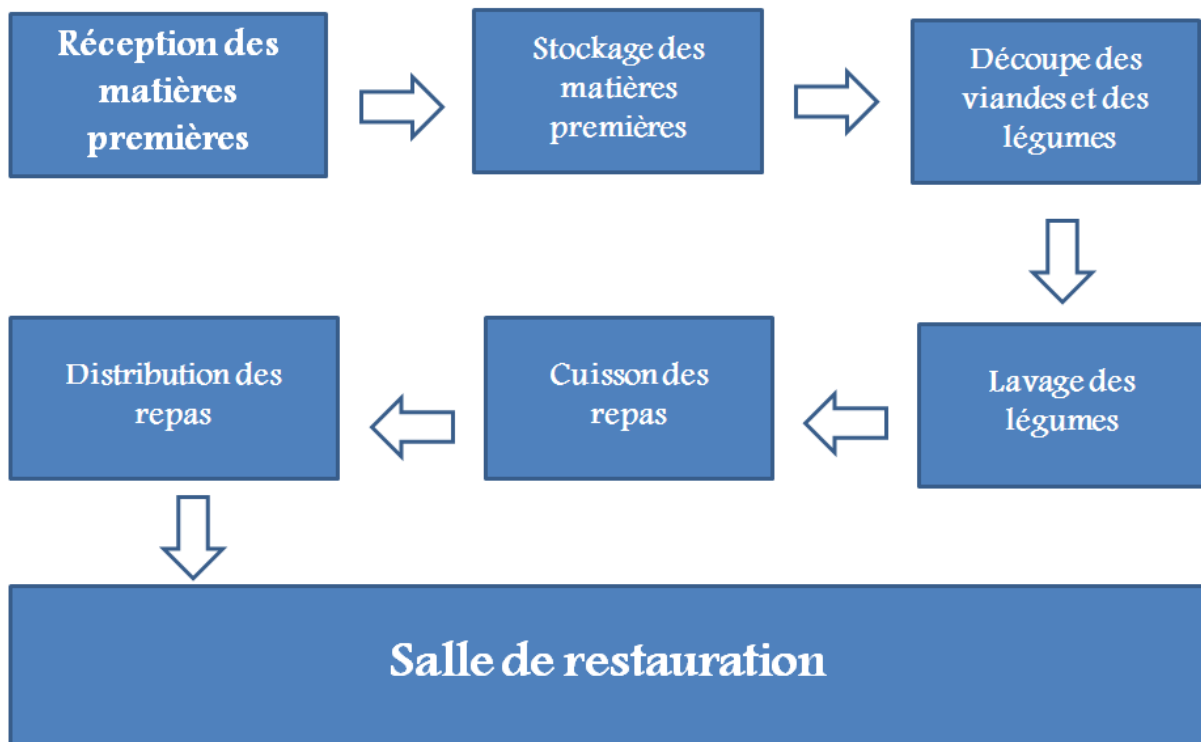 Réception des
matières
premières
Stockage des
matières
premières
Découpe des
viandes et des
légumes
Lavage des
légumes
Cuisson des
repas
Distribution des
repas
Salle de restauration